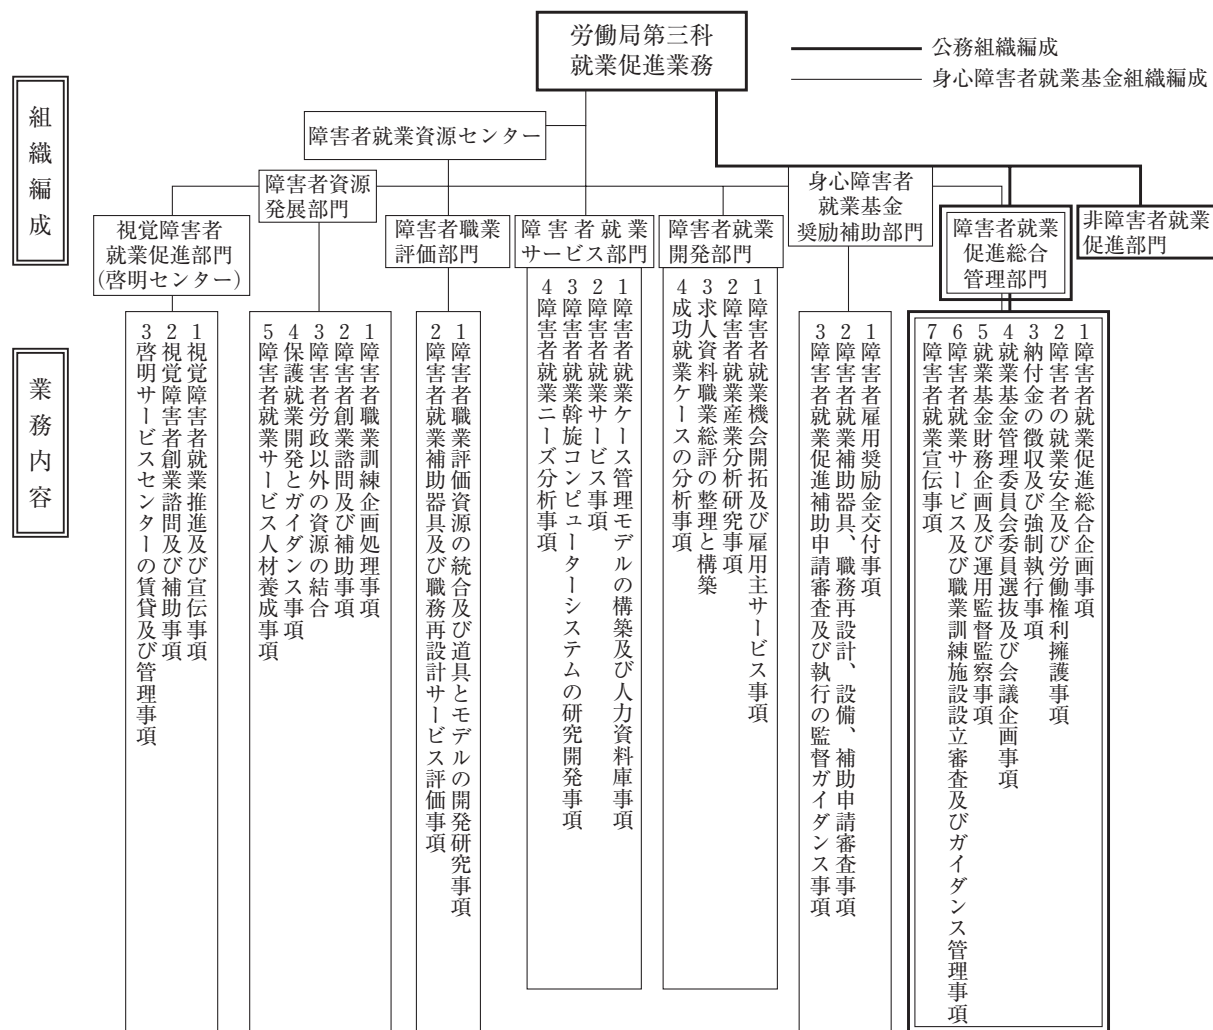 労働局第三科
就業促進業務
公務組織編成
身心障害者就業基金組織編成
組織編成
障害者就業資源センター
障害者資源
発展部門
身心障害者
就業基金
奨励補助部門
視覚障害者
就業促進部門
(啓明センター)
障害者職業
評価部門
障害者就業
サービス部門
障害者就業
開発部門
障害者就業
促進総合
管理部門
非障害者就業
促進部門
業務内容
1視覚障害者就業推進及び宣伝事項
2視覚障害者創業諮問及び補助事項
3啓明サービスセンターの賃貸及び管理事項
1障害者職業訓練企画処理事項
2障害者創業諮問及び補助事項
3障害者労政以外の資源の結合
4保護就業開発とガイダンス事項
5障害者就業サービス人材養成事項
1障害者職業評価資源の統合及び道具とモデルの開発研究事項
2障害者就業補助器具及び職務再設計サービス評価事項
1障害者就業ケース管理モデルの構築及び人力資料庫事項
2障害者就業サービス事項
3障害者就業斡旋コンピューターシステムの研究開発事項
4障害者就業ニーズ分析事項
1障害者就業機会開拓及び雇用主サービス事項
2障害者就業産業分析研究事項
3求人資料職業総評の整理と構築
4成功就業ケースの分析事項
1障害者雇用奨励金交付事項
2障害者就業補助器具、職務再設計、設備、補助申請審査事項
3障害者就業促進補助申請審査及び執行の監督ガイダンス事項
1障害者就業促進総合企画事項
2障害者の就業安全及び労働権利擁護事項
3納付金の徴収及び強制執行事項
4就業基金管理委員会委員選抜及び会議企画事項
5就業基金財務企画及び運用監督監察事項
6障害者就業サービス及び職業訓練施設設立審査及びガイダンス管理事項
7障害者就業宣伝事項